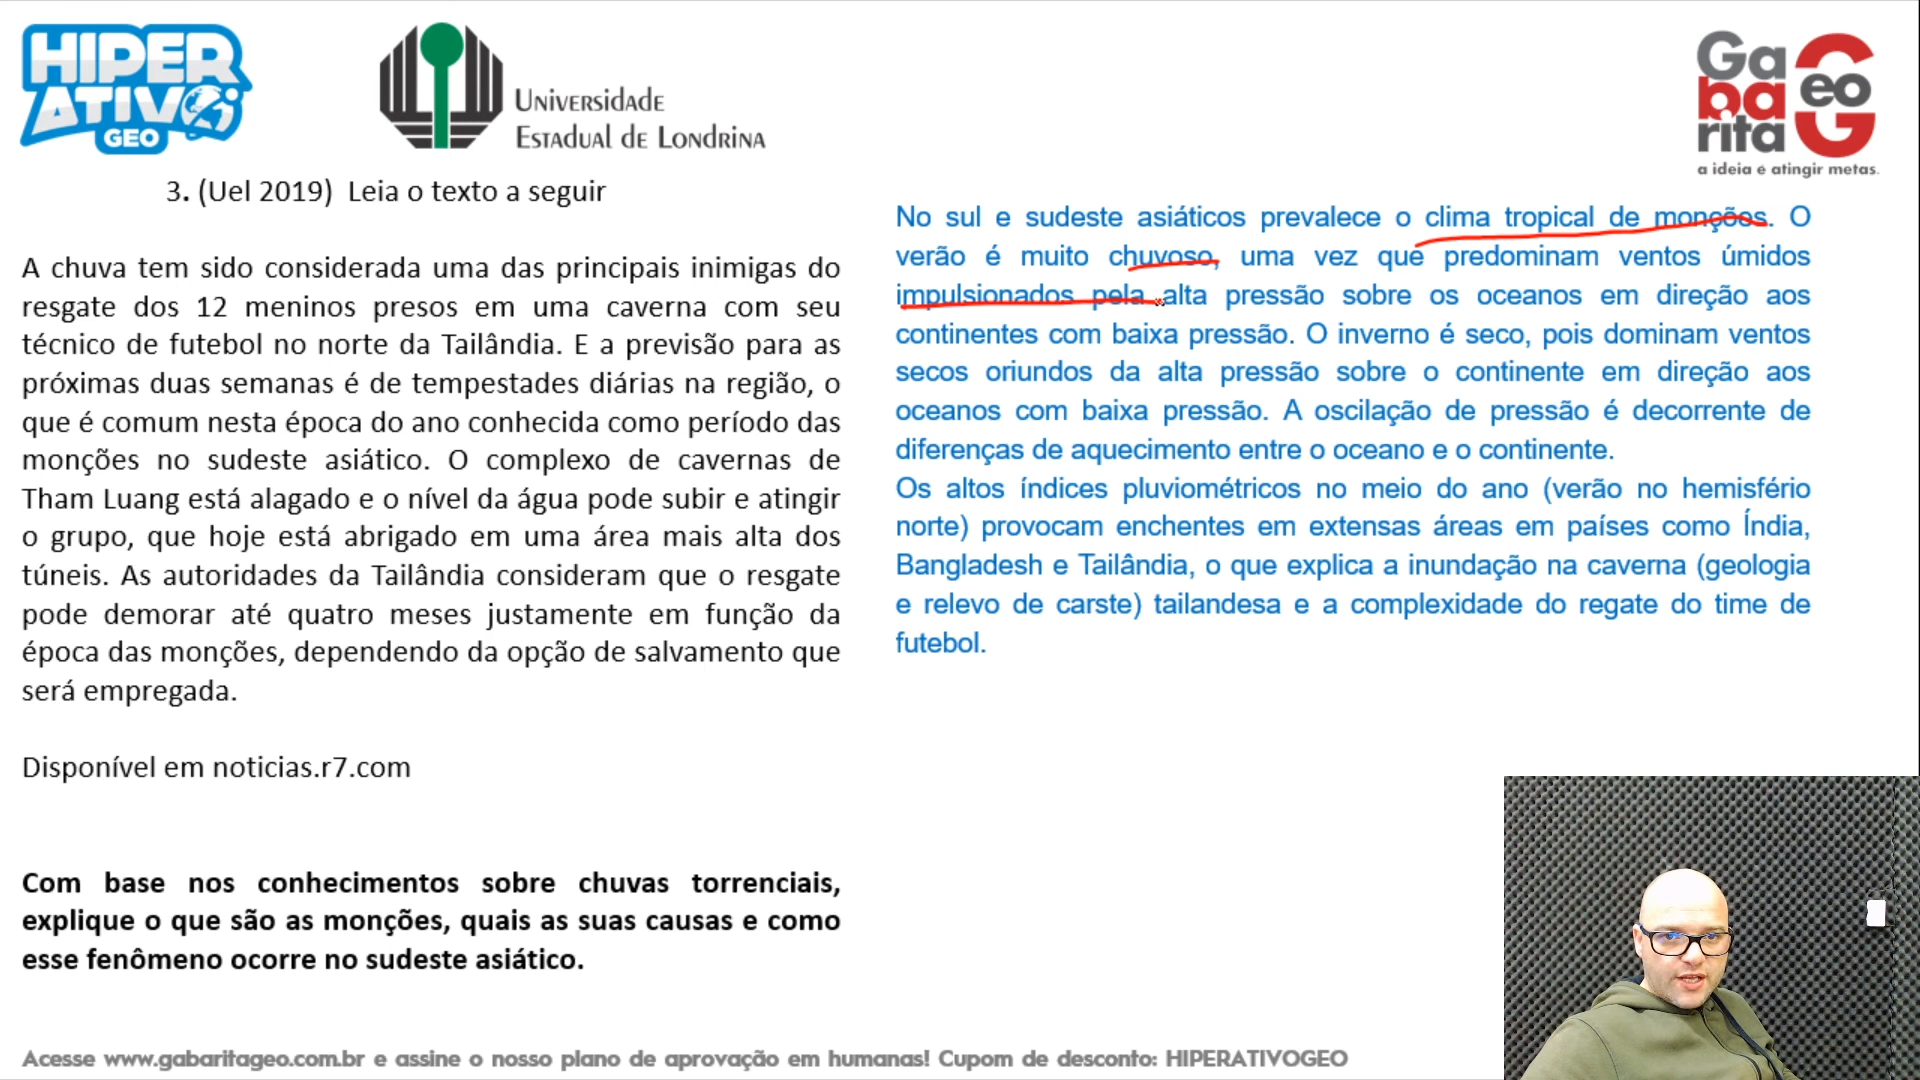 HIPER
ATIVO
GEO
Universidade
Estadual de Londrina
Ga
ba
rita
Geo
a ideia é atingir metas.
3. (Uel 2019) Leia o texto a seguir
A chuva tem sido considerada uma das principais inimigas do
resgate dos 12 meninos presos em uma caverna com seu
técnico de futebol no norte da Tailândia. E a previsão para as
próximas duas semanas é de tempestades diárias na região, o
que é comum nesta época do ano conhecida como período das
monções no sudeste asiático. O complexo de cavernas de
Tham Luang está alagado e o nível da água pode subir e atingir
o grupo, que hoje está abrigado em uma área mais alta dos
túneis. As autoridades da Tailândia consideram que o resgate
pode demorar até quatro meses justamente em função da
época das monções, dependendo da opção de salvamento que
será empregada.
Disponível em noticias.r7.com
Com base nos conhecimentos sobre chuvas torrenciais,
explique o que são as monções, quais as suas causas e como
esse fenômeno ocorre no sudeste asiático.
No sul e sudeste asiáticos prevalece o clima tropical de monções. O
verão é muito chuvoso, uma vez que predominam ventos úmidos
impulsionados pela alta pressão sobre os oceanos em direção aos
continentes com baixa pressão. O inverno é seco, pois dominam ventos
secos oriundos da alta pressão sobre o continente em direção aos
oceanos com baixa pressão. A oscilação de pressão é decorrente de
diferenças de aquecimento entre o oceano e o continente.
Os altos índices pluviométricos no meio do ano (verão no hemisfério
norte) provocam enchentes em extensas áreas em países como Índia,
Bangladesh e Tailândia, o que explica a inundação na caverna (geologia
e relevo de carste) tailandesa e a complexidade do regate do time de
futebol.
Acesse www.gabaritageo.com.br e assine o nosso plano de aprovação em humanas! Cupom de desconto: HIPERATIVOGEO